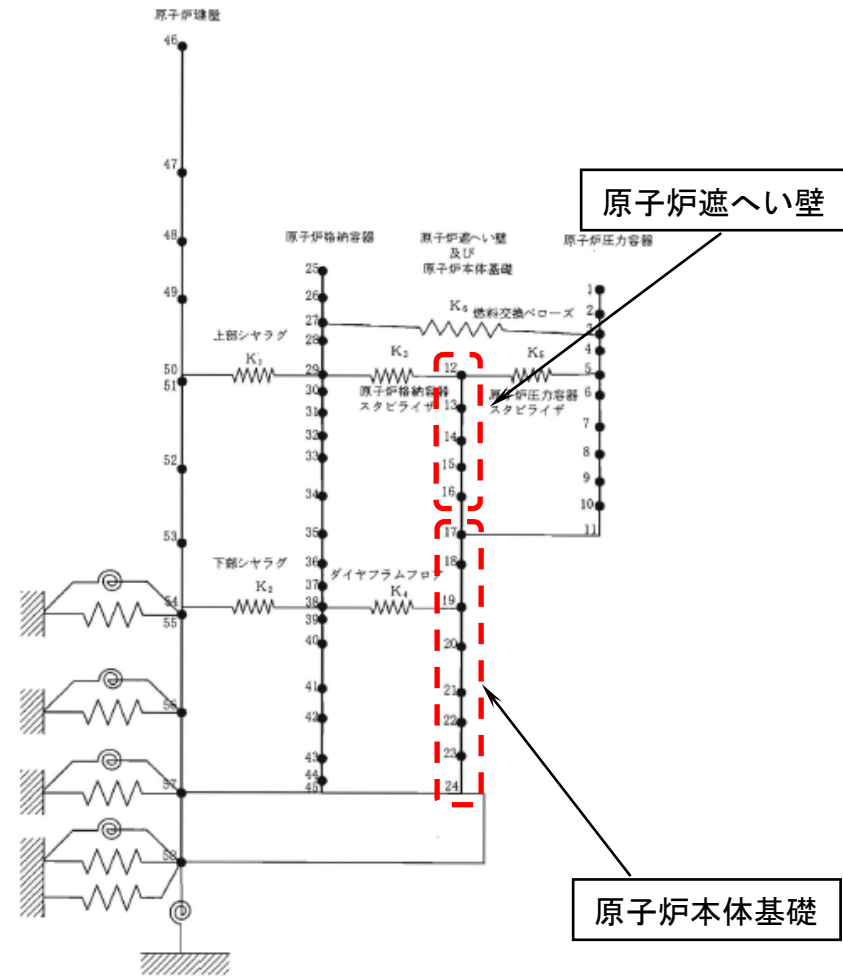 原子炉建屋
46
47
48
49
50
51
52
53
54
55
56
57
58
上部シヤラグ
K₁
下部シヤラグ
K₂
原子炉格納容器
25
26
27
28
29
30
31
32
33
34
35
36
37
38
39
40
41
42
43
44
45
K₆
燃料交換ベローズ
K₃
原子炉格納容器
スタビライザ
K₅
原子炉圧力容器
スタビライザ
ダイヤフラムフロア
K₄
原子炉遮へい壁
及び
原子炉本体基礎
12
13
14
15
16
17
18
19
20
21
22
23
24
原子炉圧力容器
1
2
3
4
5
6
7
8
9
10
11
原子炉遮へい壁
原子炉本体基礎